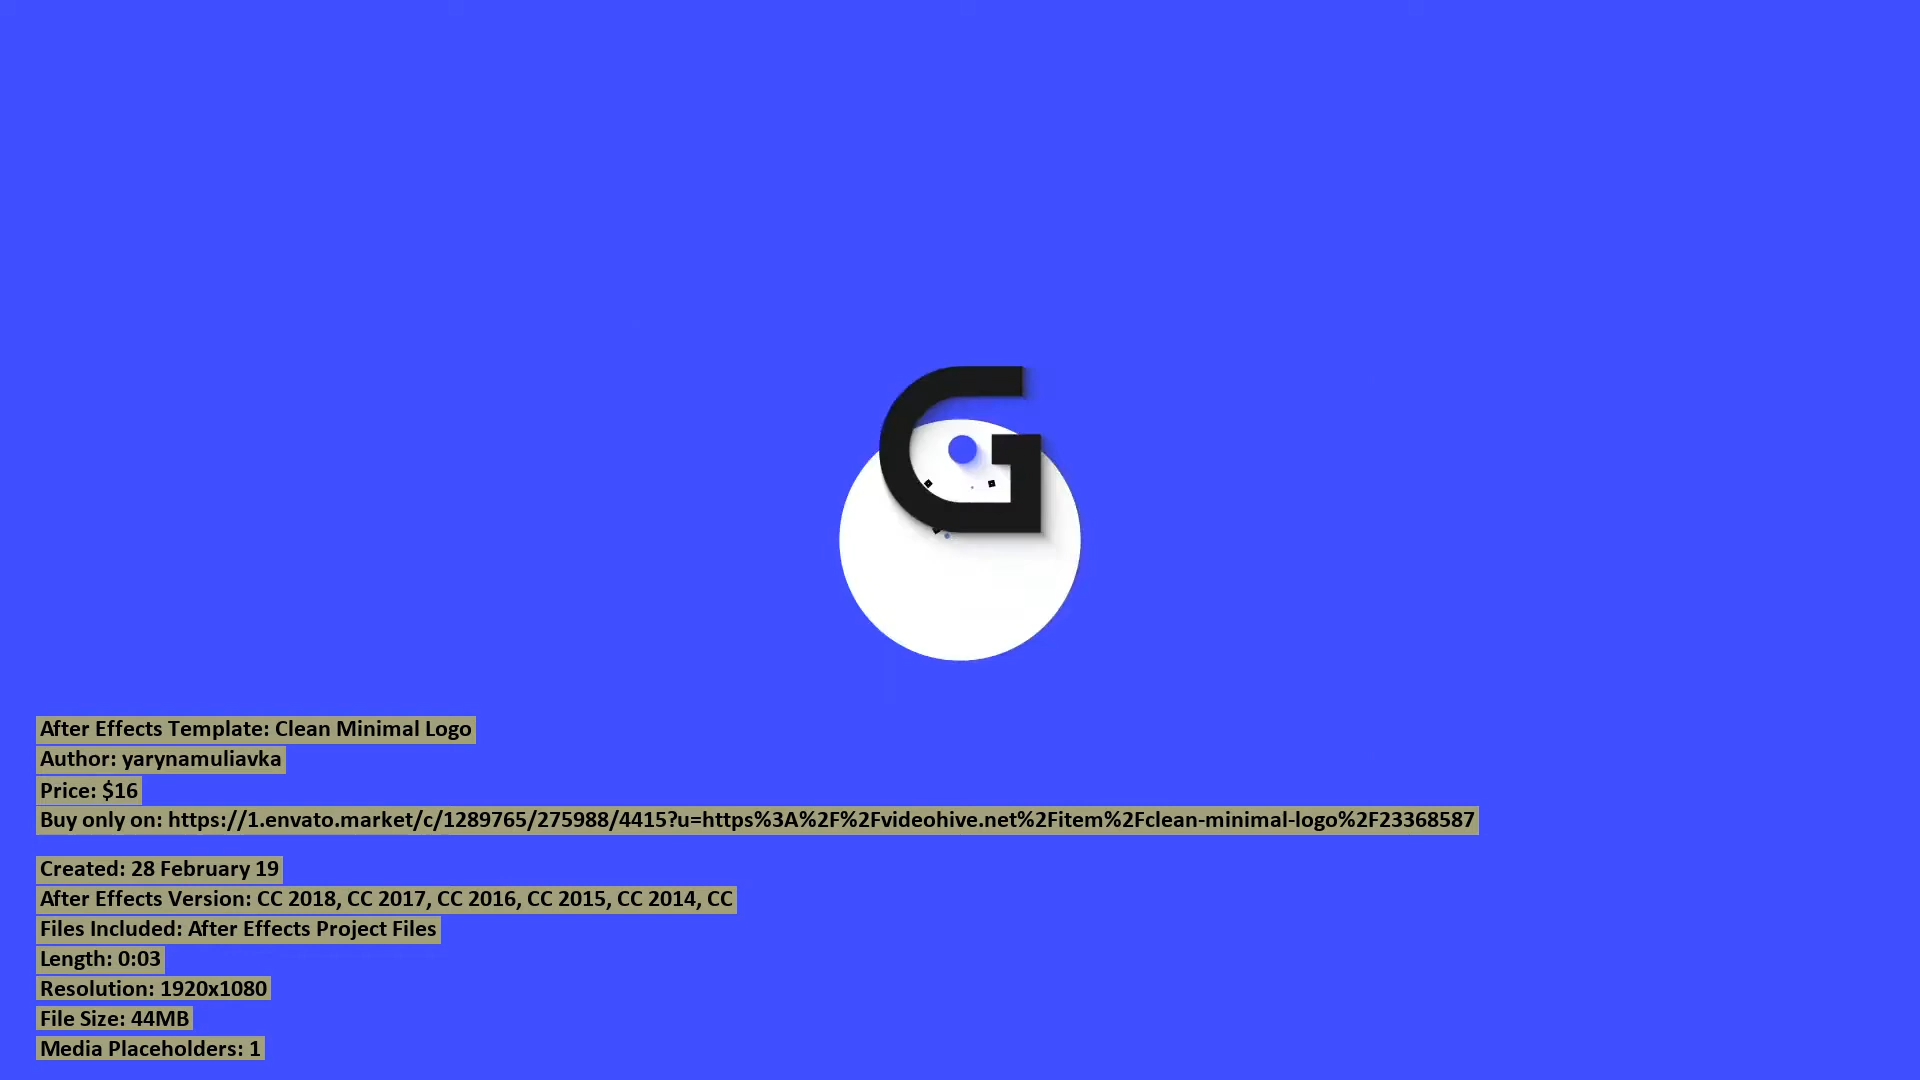 G
After Effects Template: Clean Minimal Logo
Author: yarynamuliavka
Price: $16
Buy only on: https://1.envato.market/c/1289765/275988/4415?u=https%3A%2F%2Fvideohive.net%2Fitem%2Fclean-minimal-logo%2F23368587
Created: 28 February 19
After Effects Version: CC 2018, CC 2017, CC 2016, CC 2015, CC 2014, CC
Files Included: After Effects Project Files
Length: 0:03
Resolution: 1920x1080
File Size: 44MB
Media Placeholders: 1